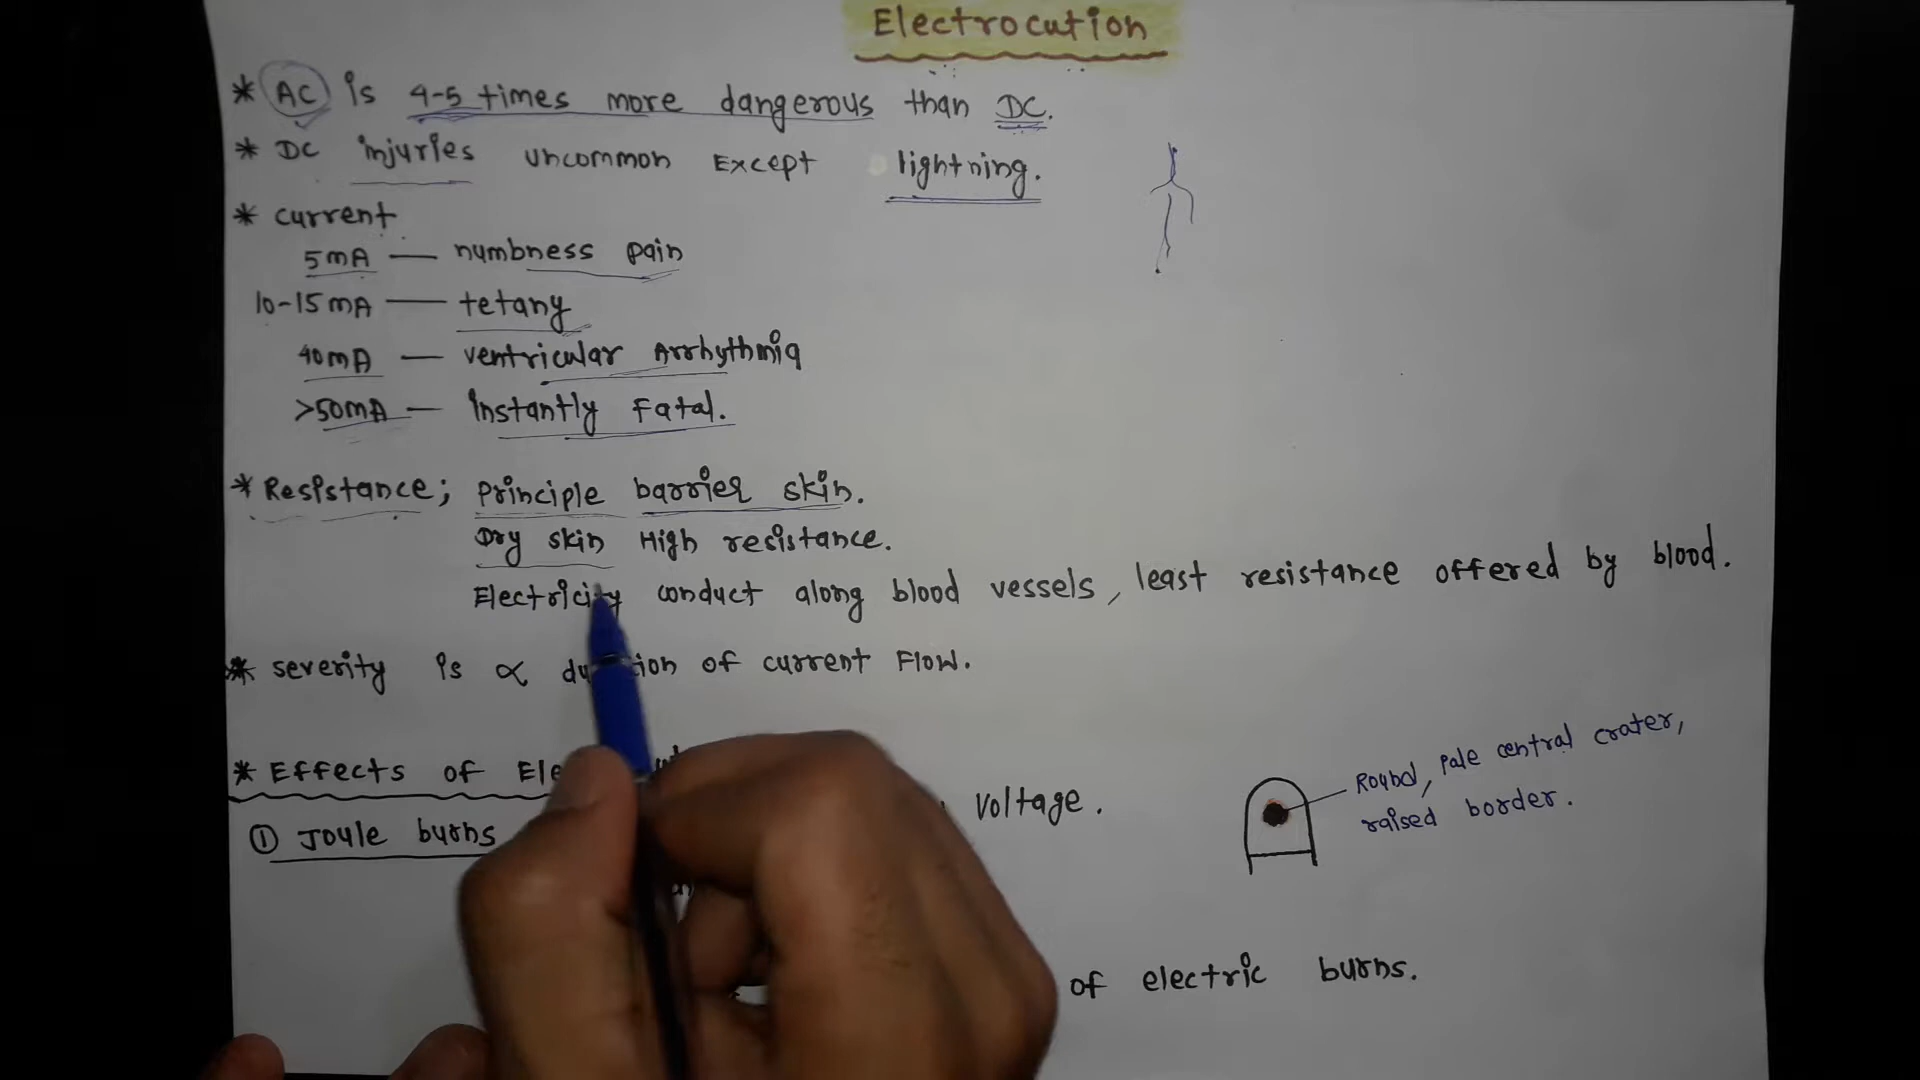 Electrocution
* AC is 4-5 times more dangerous than DC.
* DC injuries uncommon Except lightning.
* current
5mA — numbness pain
10-15mA — tetany
40mA — ventricular Arrhythmia
>50mA — Instantly Fatal.
* Resistance; Principle barrier skin.
Dry skin High resistance.
Electricity conduct along blood vessels, least resistance offered by blood.
* severity is ∝ of current Flow.
* Effects of
① Joule burns
voltage.
Round, pale central crater,
raised border.
of electric burns.